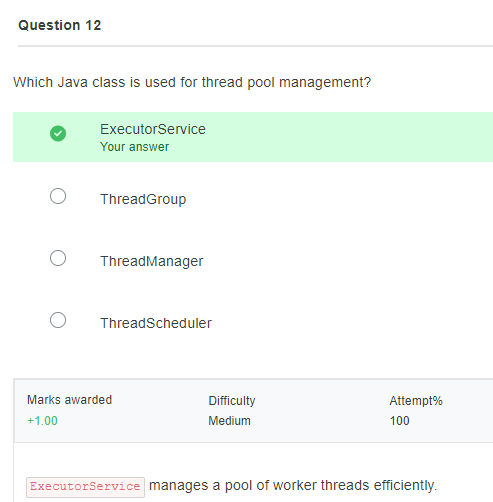 Question 12
Which Java class is used for thread pool management?
ExecutorService
Your answer
ThreadGroup
ThreadManager
ThreadScheduler
Marks awarded
Difficulty
Attempt%
+1.00
Medium
100
ExecutorService manages a pool of worker threads efficiently.